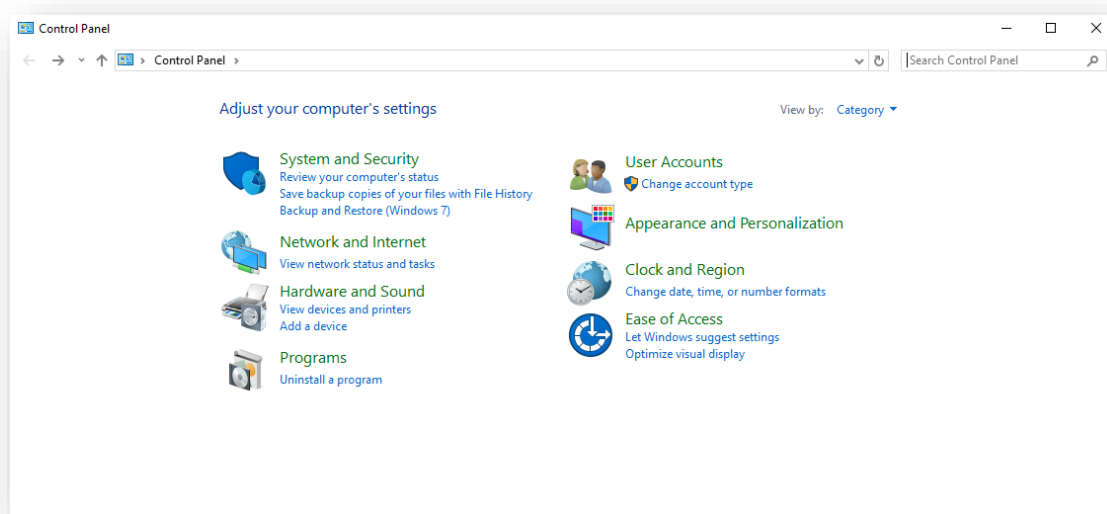 Control Panel
Control Panel
Search Control Panel
Adjust your computer's settings
View by: Category
System and Security
Review your computer's status
Save backup copies of your files with File History
Backup and Restore (Windows 7)
Network and Internet
View network status and tasks
Hardware and Sound
View devices and printers
Add a device
Programs
Uninstall a program
User Accounts
Change account type
Appearance and Personalization
Clock and Region
Change date, time, or number formats
Ease of Access
Let Windows suggest settings
Optimize visual display